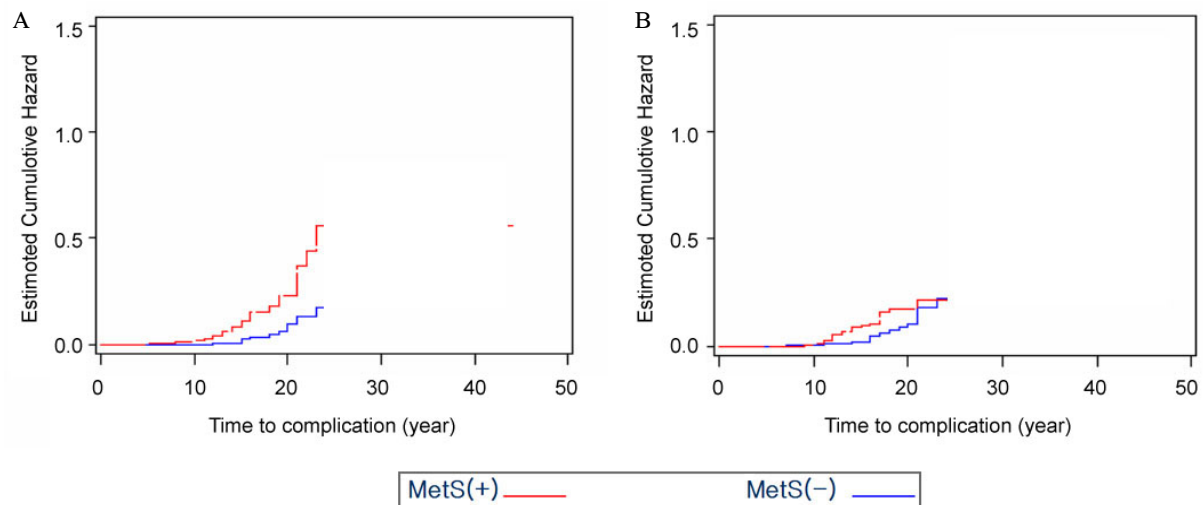 A
Estimoted Cumulotive Hazard
1.5
1.0
0.5
0.0
0 10 20 30 40 50
Time to complication (year)
B
Estimoted Cumulotive Hazard
1.5
1.0
0.5
0.0
0 10 20 30 40 50
Time to complication (year)
MetS(+) MetS(-)